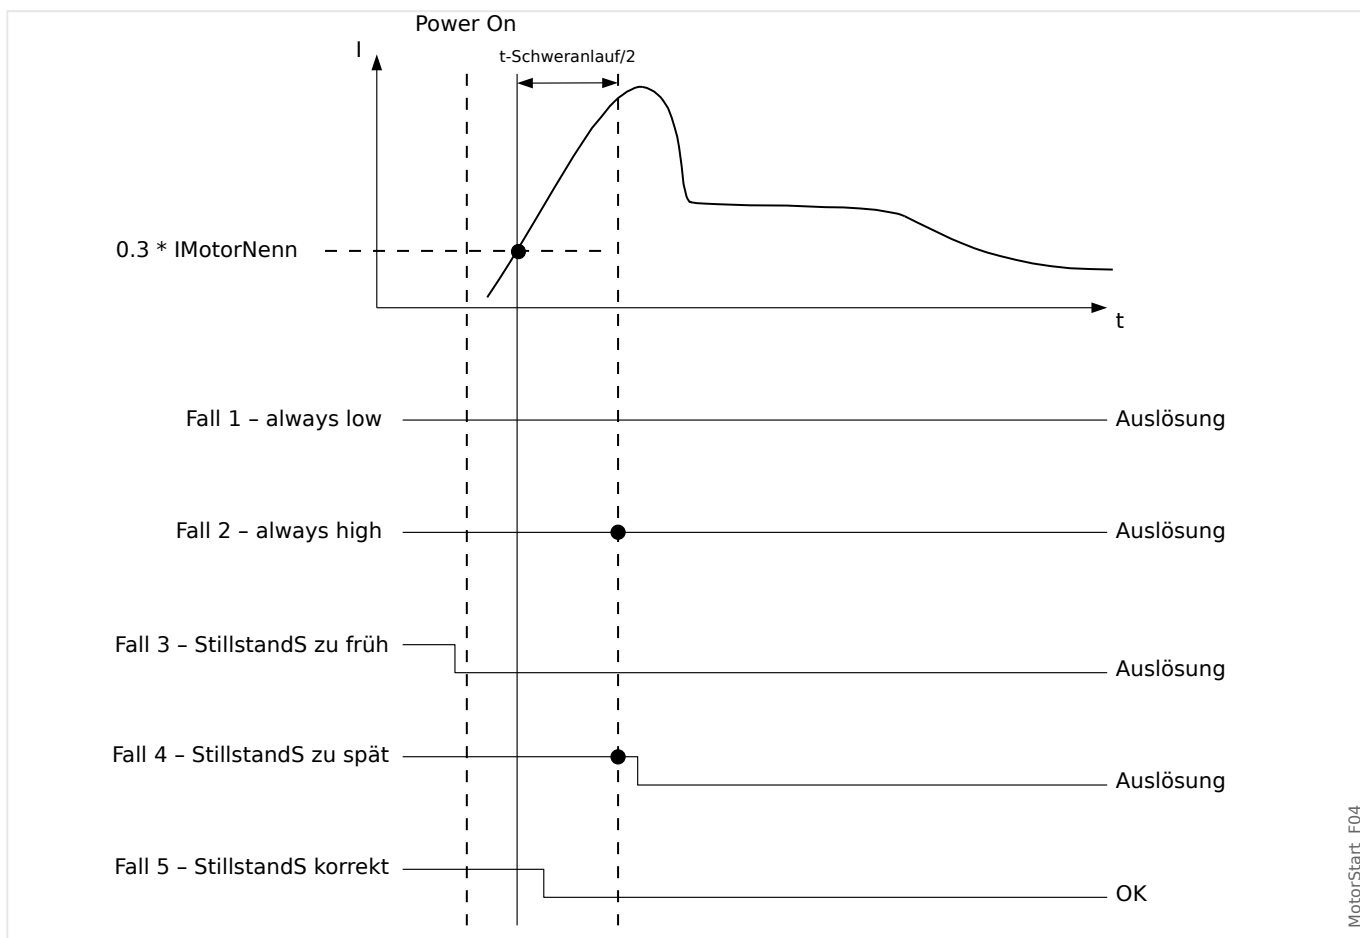 Power On
I
t-Schweranlauf/2
0.3 * IMotorNenn
t
Fall 1 – always low
Auslösung
Fall 2 – always high
Auslösung
Fall 3 – StillstandS zu früh
Auslösung
Fall 4 – StillstandS zu spät
Auslösung
Fall 5 – StillstandS korrekt
OK
MotorStart_F04